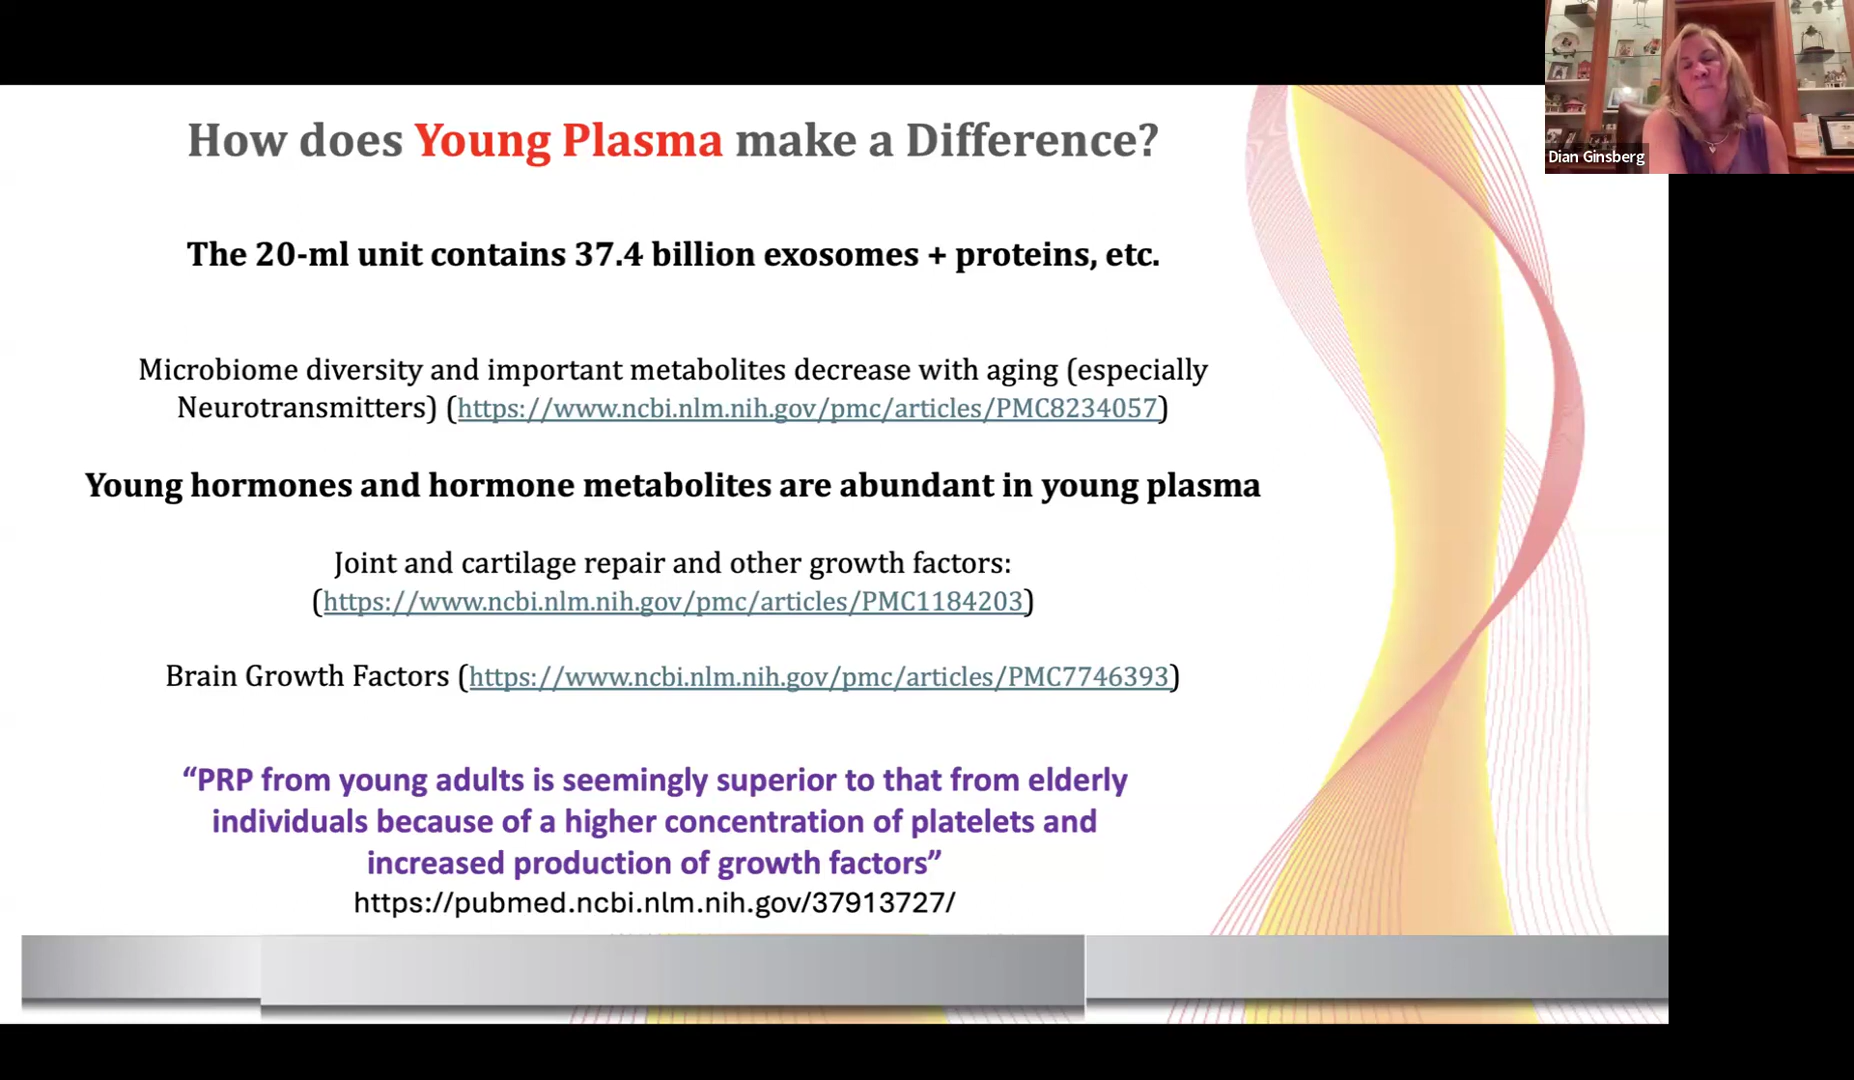 How does Young Plasma make a Difference?
The 20-ml unit contains 37.4 billion exosomes + proteins, etc.
Microbiome diversity and important metabolites decrease with aging (especially
Neurotransmitters) (https://www.ncbi.nlm.nih.gov/pmc/articles/PMC8234057)
Young hormones and hormone metabolites are abundant in young plasma
Joint and cartilage repair and other growth factors:
(https://www.ncbi.nlm.nih.gov/pmc/articles/PMC1184203)
Brain Growth Factors (https://www.ncbi.nlm.nih.gov/pmc/articles/PMC7746393)
“PRP from young adults is seemingly superior to that from elderly
individuals because of a higher concentration of platelets and
increased production of growth factors”
https://pubmed.ncbi.nlm.nih.gov/37913727/
Dian Ginsberg